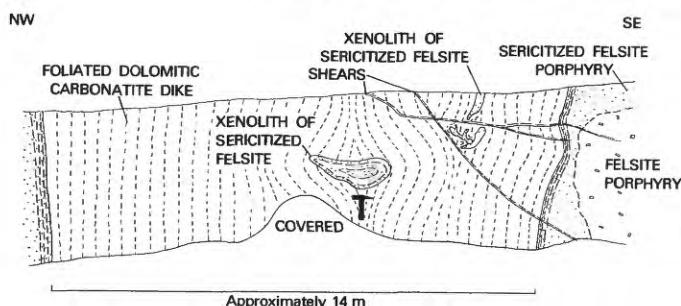 NW
SE
XENOLITH OF
SERICITIZED FELSITE
SHEARS
SERICITIZED FELSITE
PORPHYRY
FOLIATED DOLOMITIC
CARBONATITE DIKE
XENOLITH OF
SERICITIZED
FELSITE
FELSITE
PORPHYRY
COVERED
Approximately 14 m